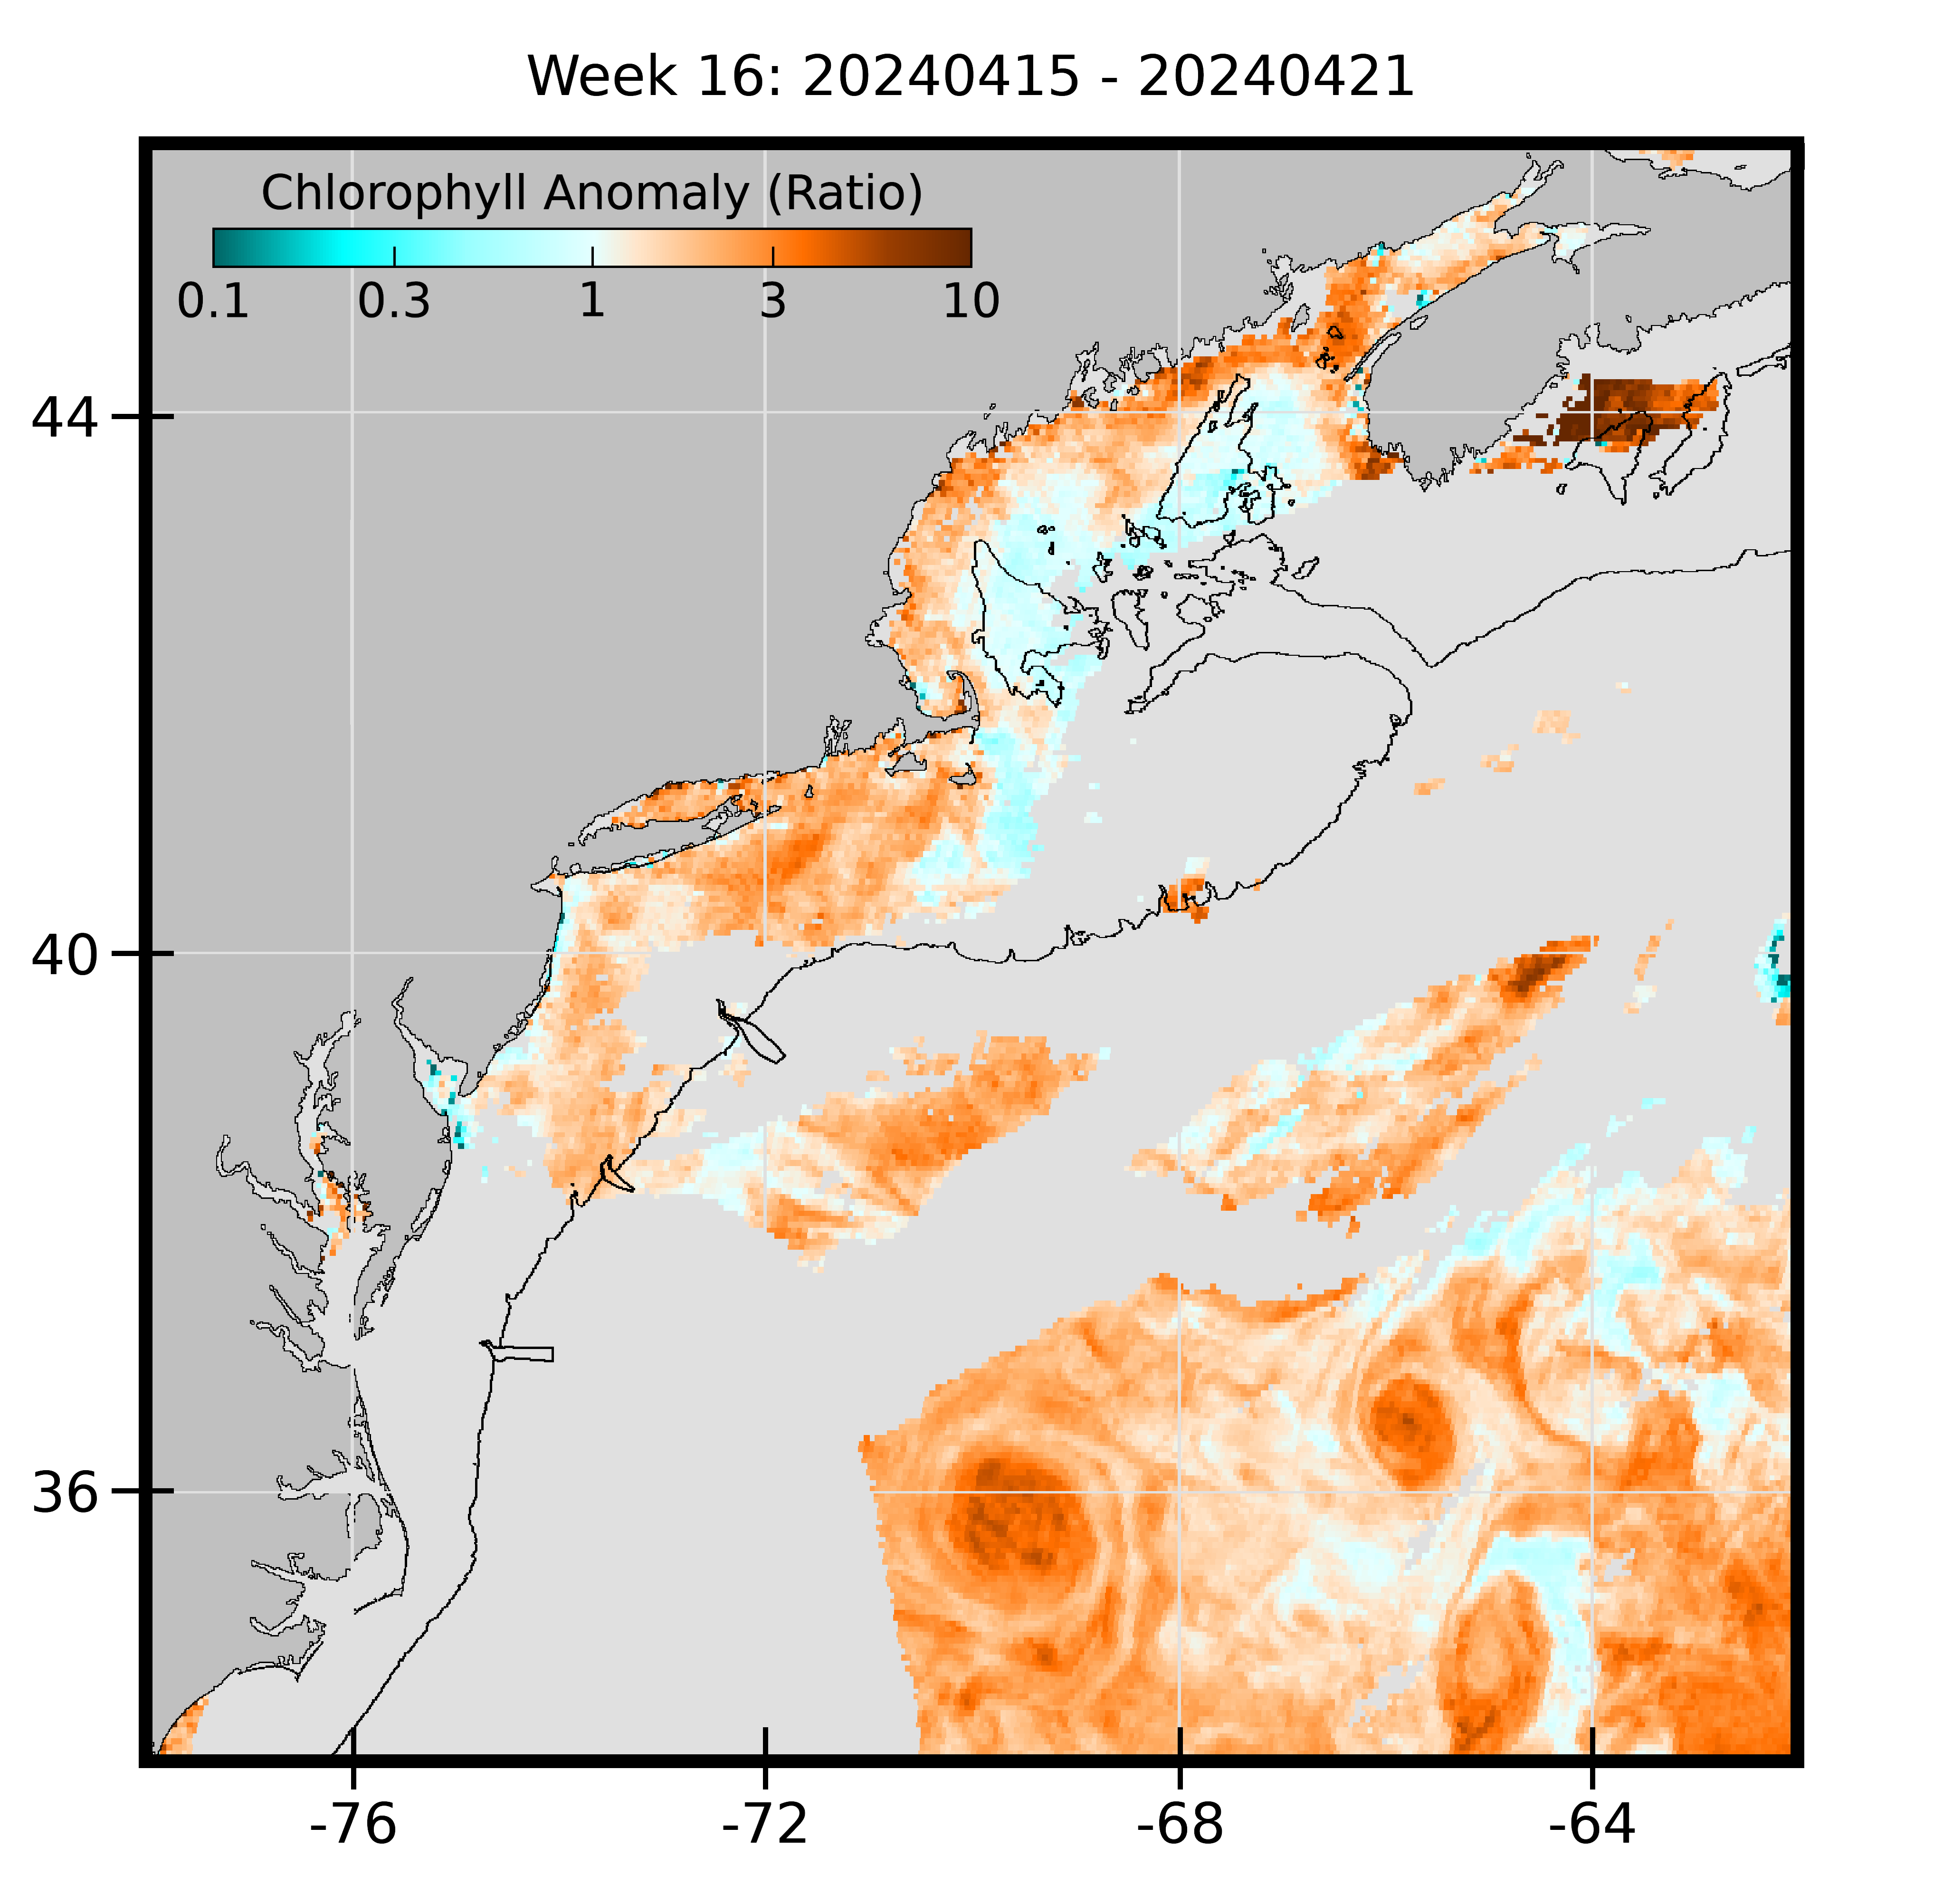 Week 16: 20240415 - 20240421
Chlorophyll Anomaly (Ratio)
0.1 0.3 1 3 10
44
40
36
-76 -72 -68 -64